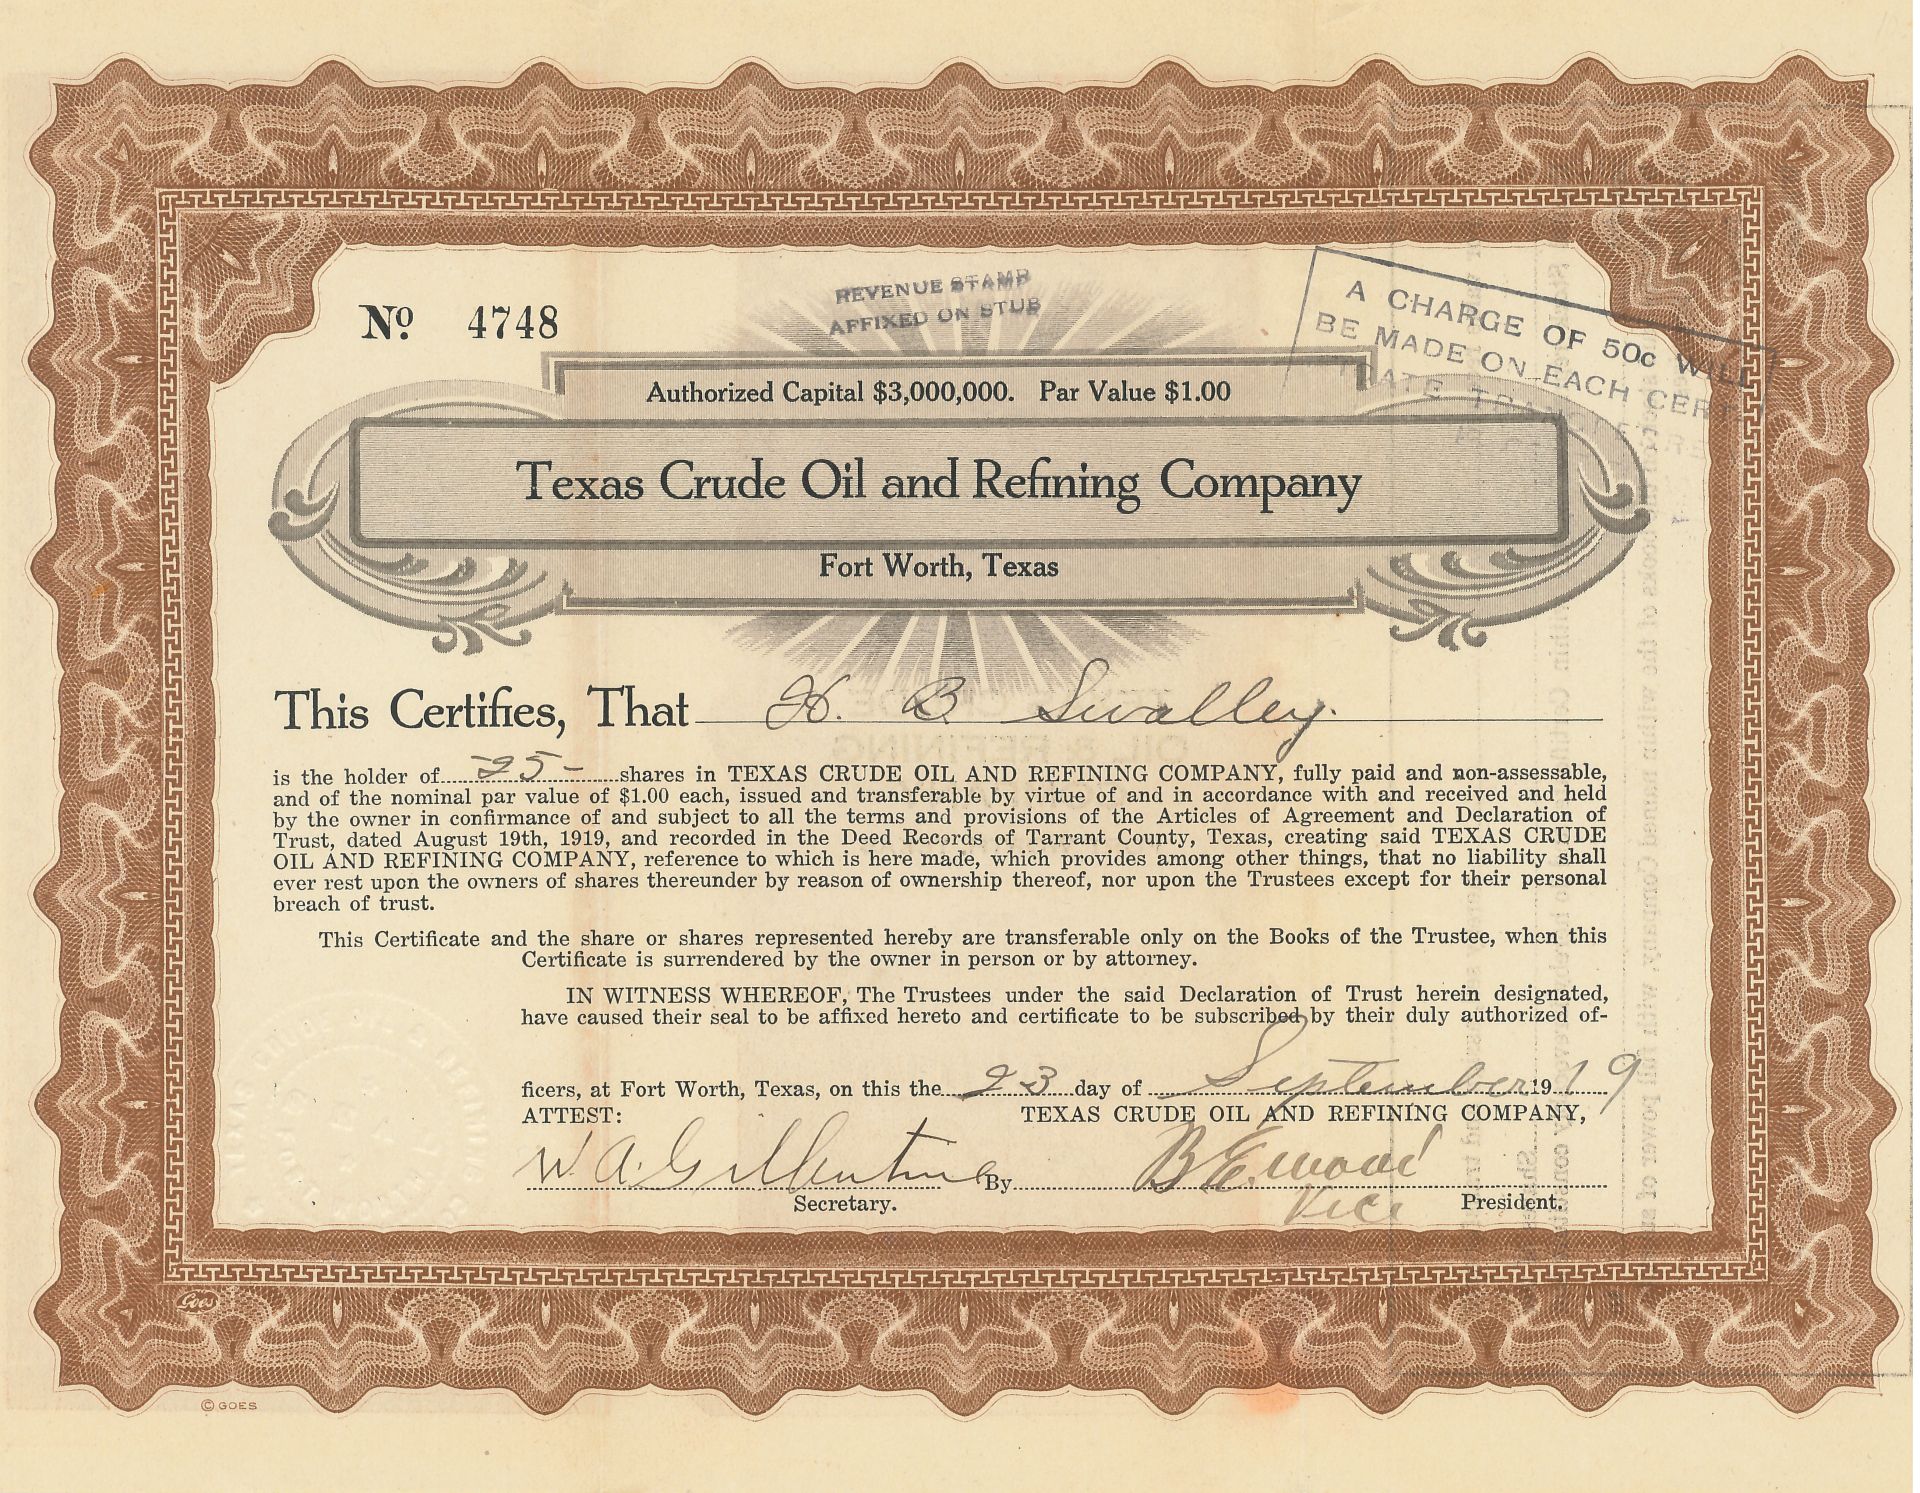 REVENUE STAMP
AFFIXED ON STUB
A CHARGE OF 50c WILL
BE MADE ON EACH CERTI
No. 4748
Authorized Capital $3,000,000. Par Value $1.00
Texas Crude Oil and Refining Company
Fort Worth, Texas
This Certifies, That H. B. Swalley.
is the holder of -25- shares in TEXAS CRUDE OIL AND REFINING COMPANY, fully paid and non-assessable,
and of the nominal par value of $1.00 each, issued and transferable by virtue of and in accordance with and received and held
by the owner in confirmance of and subject to all the terms and provisions of the Articles of Agreement and Declaration of
Trust, dated August 19th, 1919, and recorded in the Deed Records of Tarrant County, Texas, creating said TEXAS CRUDE
OIL AND REFINING COMPANY, reference to which is here made, which provides among other things, that no liability shall
ever rest upon the owners of shares thereunder by reason of ownership thereof, nor upon the Trustees except for their personal
breach of trust.
This Certificate and the share or shares represented hereby are transferable only on the Books of the Trustee, when this
Certificate is surrendered by the owner in person or by attorney.
IN WITNESS WHEREOF, The Trustees under the said Declaration of Trust herein designated,
have caused their seal to be affixed hereto and certificate to be subscribed by their duly authorized of-
ficers, at Fort Worth, Texas, on this the 23 day of September 1919
ATTEST: TEXAS CRUDE OIL AND REFINING COMPANY,
W. A. By B. E. Wood
Secretary. Vice President.
Goes
© GOES